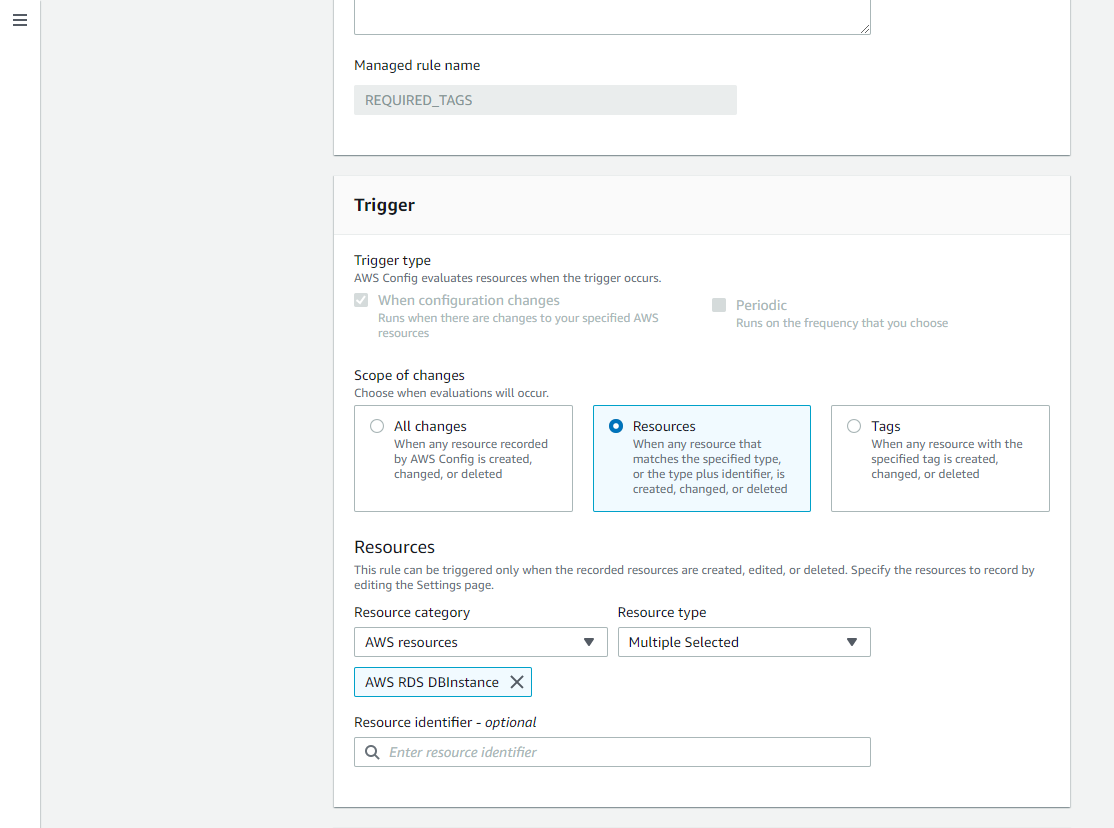 Managed rule name
REQUIRED_TAGS
Trigger
Trigger type
AWS Config evaluates resources when the trigger occurs.
When configuration changes
Runs when there are changes to your specified AWS
resources
Periodic
Runs on the frequency that you choose
Scope of changes
Choose when evaluations will occur.
All changes
When any resource recorded
by AWS Config is created,
changed, or deleted
Resources
When any resource that
matches the specified type,
or the type plus identifier, is
created, changed, or deleted
Tags
When any resource with the
specified tag is created,
changed, or deleted
Resources
This rule can be triggered only when the recorded resources are created, edited, or deleted. Specify the resources to record by
editing the Settings page.
Resource category
Resource type
AWS resources
Multiple Selected
AWS RDS DBInstance
Resource identifier - optional
Enter resource identifier